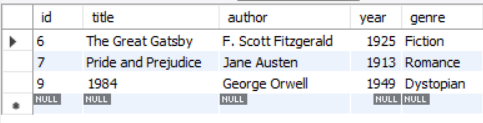 id title author year genre
6 The Great Gatsby F. Scott Fitzgerald 1925 Fiction
7 Pride and Prejudice Jane Austen 1913 Romance
9 1984 George Orwell 1949 Dystopian
NULL NULL NULL NULL NULL